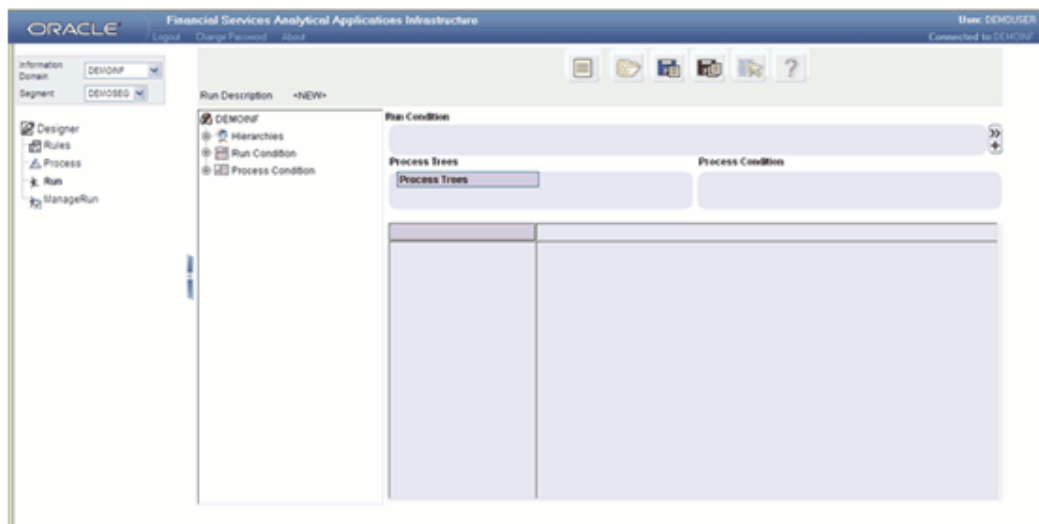 ORACLE
Financial Services Analytical Applications Infrastructure
User: DEMOUSER
Logout Change Password About
Connected to: DEMOINF
Information Domain DEMOINF
Segment DEMOSEG
Run Description <NEW>
Designer
Rules
Process
Run
ManageRun
DEMOINF
Hierarchies
Run Condition
Process Condition
Run Condition
Process Trees
Process Condition
Process Trees